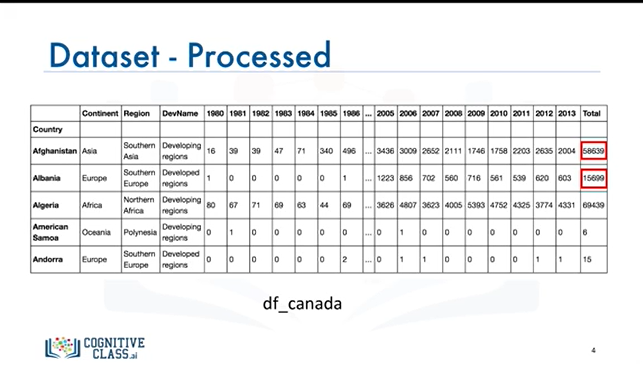 Dataset - Processed
Continent Region DevName 1980 1981 1982 1983 1984 1985 1986 ... 2005 2006 2007 2008 2009 2010 2011 2012 2013 Total
Country
Afghanistan Asia Southern Asia Developing regions 16 39 39 47 71 340 496 ... 3436 3009 2652 2111 1746 1758 2203 2635 2004 58639
Albania Europe Southern Europe Developed regions 1 0 0 0 0 0 1 ... 1223 856 702 560 716 561 539 620 603 15699
Algeria Africa Northern Africa Developing regions 80 67 71 69 63 44 69 ... 3626 4807 3623 4005 5393 4752 4325 3774 4331 69439
American Samoa Oceania Polynesia Developing regions 0 1 0 0 0 0 0 ... 0 1 0 0 0 0 0 0 0 6
Andorra Europe Southern Europe Developed regions 0 0 0 0 0 0 2 ... 0 1 1 0 0 0 0 1 1 15
df_canada
COGNITIVE
CLASS.ai
4